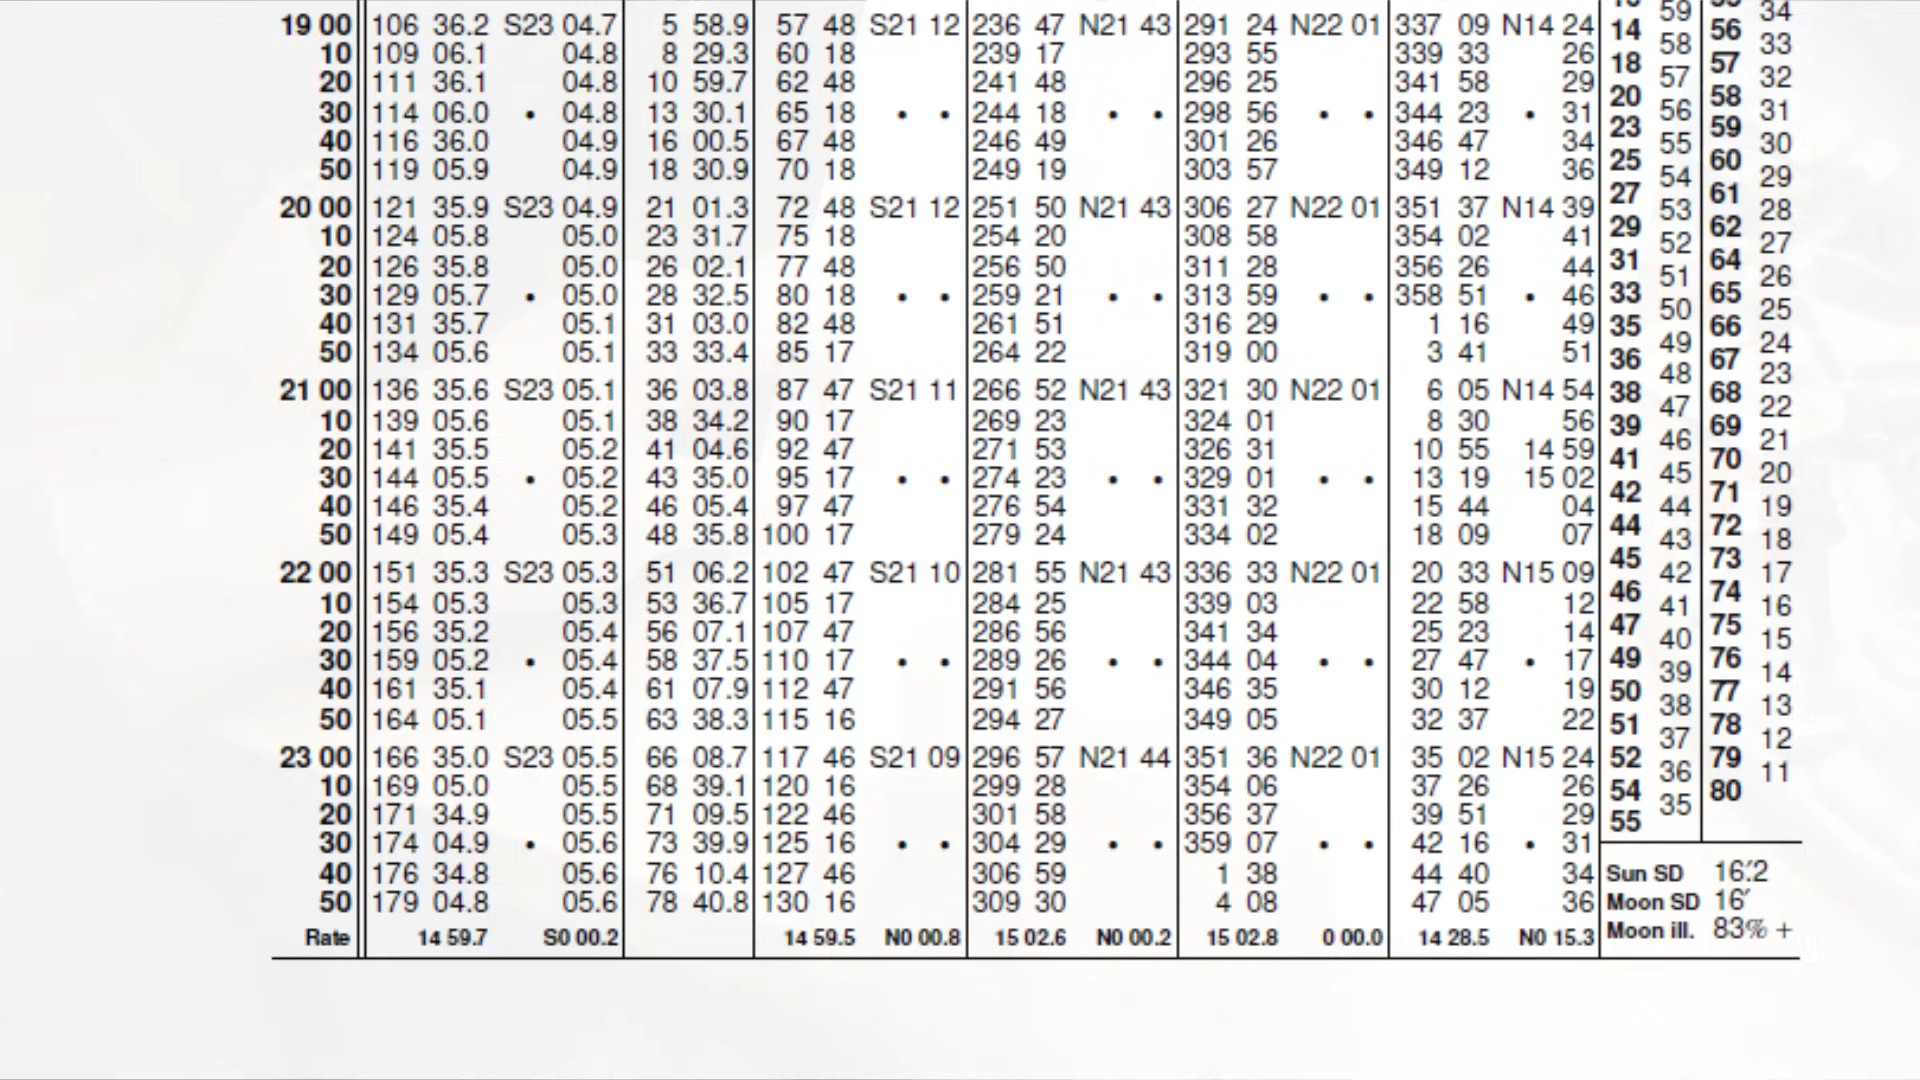 19 00 106 36.2 S23 04.7 5 58.9 57 48 S21 12 236 47 N21 43 291 24 N22 01 337 09 N14 24
10 109 06.1 04.8 8 29.3 60 18 239 17 293 55 339 33 26
20 111 36.1 04.8 10 59.7 62 48 241 48 296 25 341 58 29
30 114 06.0 • 04.8 13 30.1 65 18 • • 244 18 • • 298 56 • • 344 23 • 31
40 116 36.0 04.9 16 00.5 67 48 246 49 301 26 346 47 34
50 119 05.9 04.9 18 30.9 70 18 249 19 303 57 349 12 36
20 00 121 35.9 S23 04.9 21 01.3 72 48 S21 12 251 50 N21 43 306 27 N22 01 351 37 N14 39
10 124 05.8 05.0 23 31.7 75 18 254 20 308 58 354 02 41
20 126 35.8 05.0 26 02.1 77 48 256 50 311 28 356 26 44
30 129 05.7 • 05.0 28 32.5 80 18 • • 259 21 • • 313 59 • • 358 51 • 46
40 131 35.7 05.1 31 03.0 82 48 261 51 316 29 1 16 49
50 134 05.6 05.1 33 33.4 85 17 264 22 319 00 3 41 51
21 00 136 35.6 S23 05.1 36 03.8 87 47 S21 11 266 52 N21 43 321 30 N22 01 6 05 N14 54
10 139 05.6 05.1 38 34.2 90 17 269 23 324 01 8 30 56
20 141 35.5 05.2 41 04.6 92 47 271 53 326 31 10 55 14 59
30 144 05.5 • 05.2 43 35.0 95 17 • • 274 23 • • 329 01 • • 13 19 15 02
40 146 35.4 05.2 46 05.4 97 47 276 54 331 32 15 44 04
50 149 05.4 05.3 48 35.8 100 17 279 24 334 02 18 09 07
22 00 151 35.3 S23 05.3 51 06.2 102 47 S21 10 281 55 N21 43 336 33 N22 01 20 33 N15 09
10 154 05.3 05.3 53 36.7 105 17 284 25 339 03 22 58 12
20 156 35.2 05.4 56 07.1 107 47 286 56 341 34 25 23 14
30 159 05.2 • 05.4 58 37.5 110 17 • • 289 26 • • 344 04 • • 27 47 • 17
40 161 35.1 05.4 61 07.9 112 47 291 56 346 35 30 12 19
50 164 05.1 05.5 63 38.3 115 16 294 27 349 05 32 37 22
23 00 166 35.0 S23 05.5 66 08.7 117 46 S21 09 296 57 N21 44 351 36 N22 01 35 02 N15 24
10 169 05.0 05.5 68 39.1 120 16 299 28 354 06 37 26 26
20 171 34.9 05.5 71 09.5 122 46 301 58 356 37 39 51 29
30 174 04.9 • 05.6 73 39.9 125 16 • • 304 29 • • 359 07 • • 42 16 • 31
40 176 34.8 05.6 76 10.4 127 46 306 59 1 38 44 40 34
50 179 04.8 05.6 78 40.8 130 16 309 30 4 08 47 05 36
Rate 14 59.7 S0 00.2 14 59.5 N0 00.8 15 02.6 N0 00.2 15 02.8 0 00.0 14 28.5 N0 15.3
59 34
14 56
58 33
18 57
57 32
20 58
56 31
23 59
55 30
25 60
54 29
27 61
53 28
29 62
52 27
31 64
51 26
33 65
50 25
35 66
49 24
36 67
48 23
38 68
47 22
39 69
46 21
41 70
45 20
42 71
44 19
44 72
43 18
45 73
42 17
46 74
41 16
47 75
40 15
49 76
39 14
50 77
38 13
51 78
37 12
52 79
36 11
54 80
35
55
Sun SD 16.′2
Moon SD 16′
Moon ill. 83% +